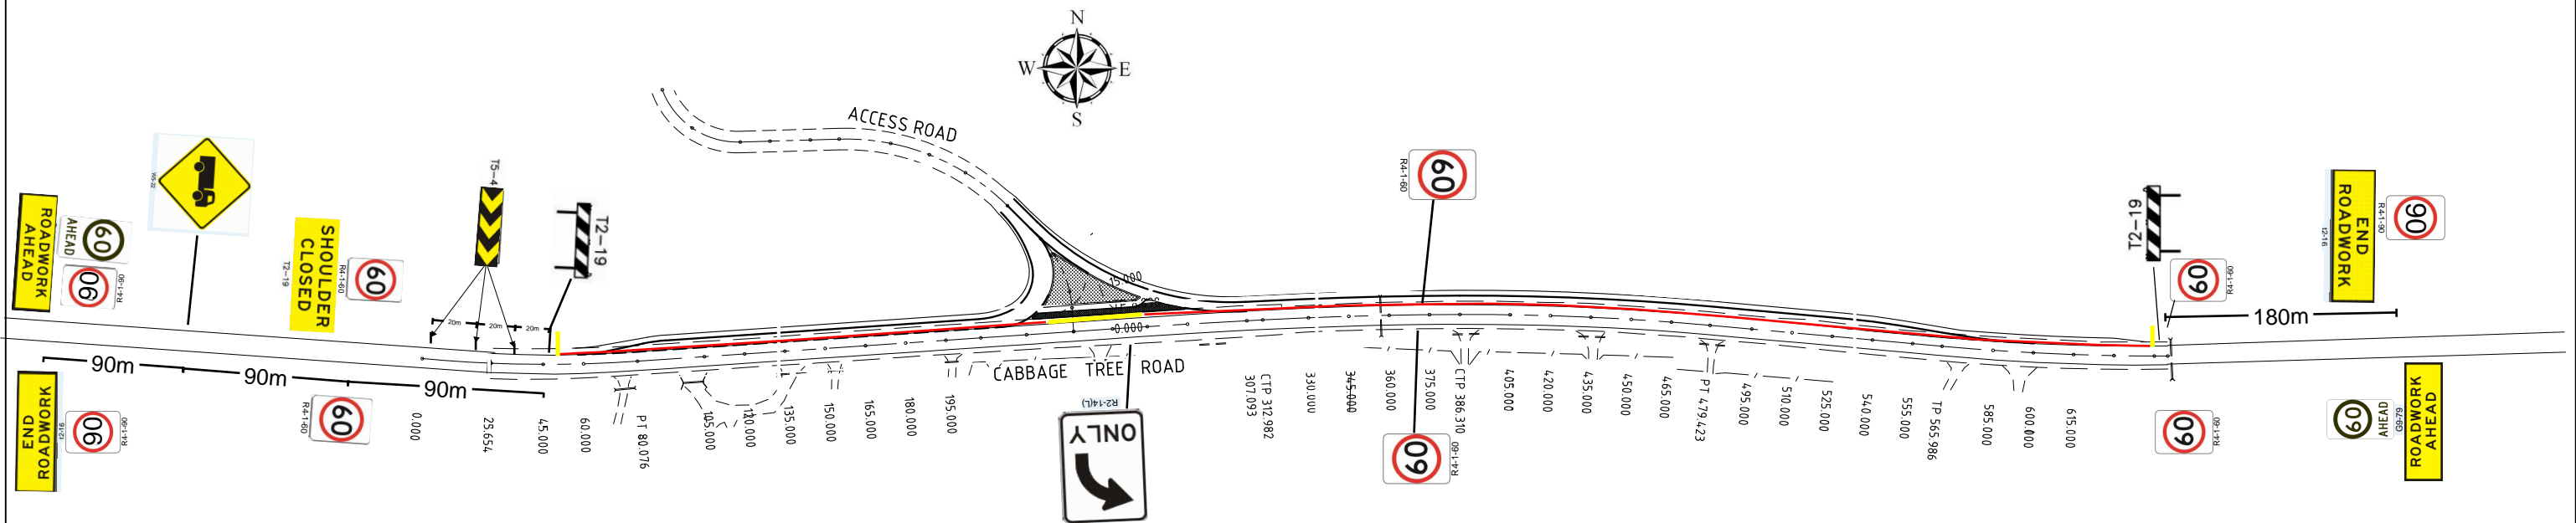 N
W
E
S
ACCESS ROAD
ROADWORK
AHEAD
60
AHEAD
90
R4-1-90
SHOULDER
CLOSED
T2-19
60
R4-1-60
T5-4
T2-19
20m
20m
20m
90m
90m
90m
END
ROADWORK
t2-16
90
R4-1-90
60
R4-1-60
15.000
0.000
CABBAGE TREE ROAD
R2-14(L)
ONLY
60
R4-1-60
60
R4-1-60
T2-19
60
R4-1-60
180m
END
ROADWORK
t2-16
90
R4-1-90
60
R4-1-60
60
AHEAD
G9-79
ROADWORK
AHEAD
0.000
25.654
45.000
60.000
PT 80.076
105.000
120.000
135.000
150.000
165.000
180.000
195.000
307.093
CTP 312.982
330.000
345.000
360.000
375.000
CTP 386.310
405.000
420.000
435.000
450.000
465.000
PT 479.423
495.000
510.000
525.000
540.000
555.000
TP 565.986
585.000
600.000
615.000